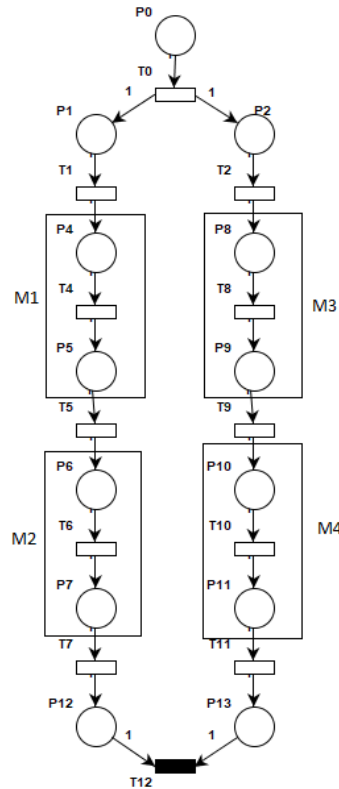 P0
T0
1 1
P1 P2
T1 T2
P4 P8
M1 T4 T8 M3
P5 P9
T5 T9
P6 P10
M2 T6 T10 M4
P7 P11
T7 T11
P12 P13
1 1
T12